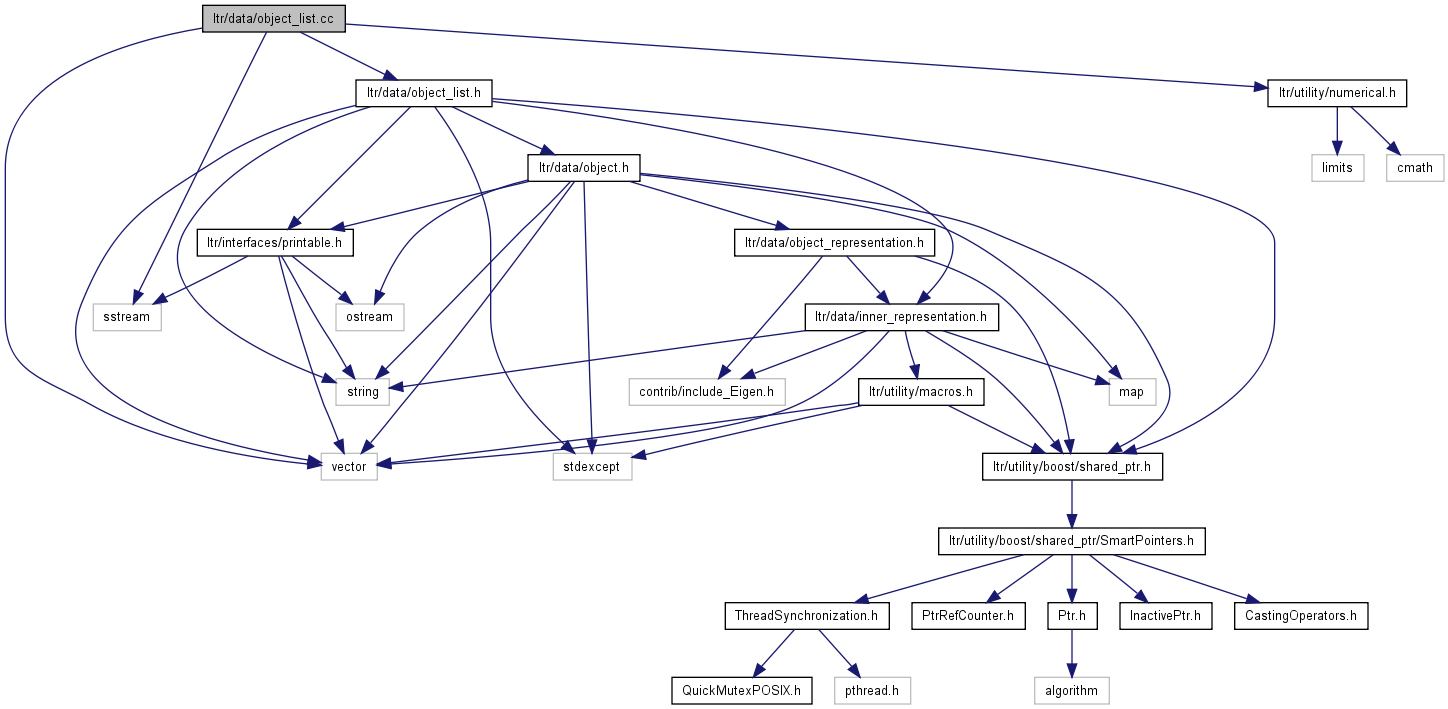 ltr/data/object_list.cc
ltr/data/object_list.h
ltr/utility/numerical.h
ltr/data/object.h
limits
cmath
ltr/interfaces/printable.h
ltr/data/object_representation.h
sstream
ostream
ltr/data/inner_representation.h
string
contrib/include_Eigen.h
ltr/utility/macros.h
map
vector
stdexcept
ltr/utility/boost/shared_ptr.h
ltr/utility/boost/shared_ptr/SmartPointers.h
ThreadSynchronization.h
PtrRefCounter.h
Ptr.h
InactivePtr.h
CastingOperators.h
QuickMutexPOSIX.h
pthread.h
algorithm